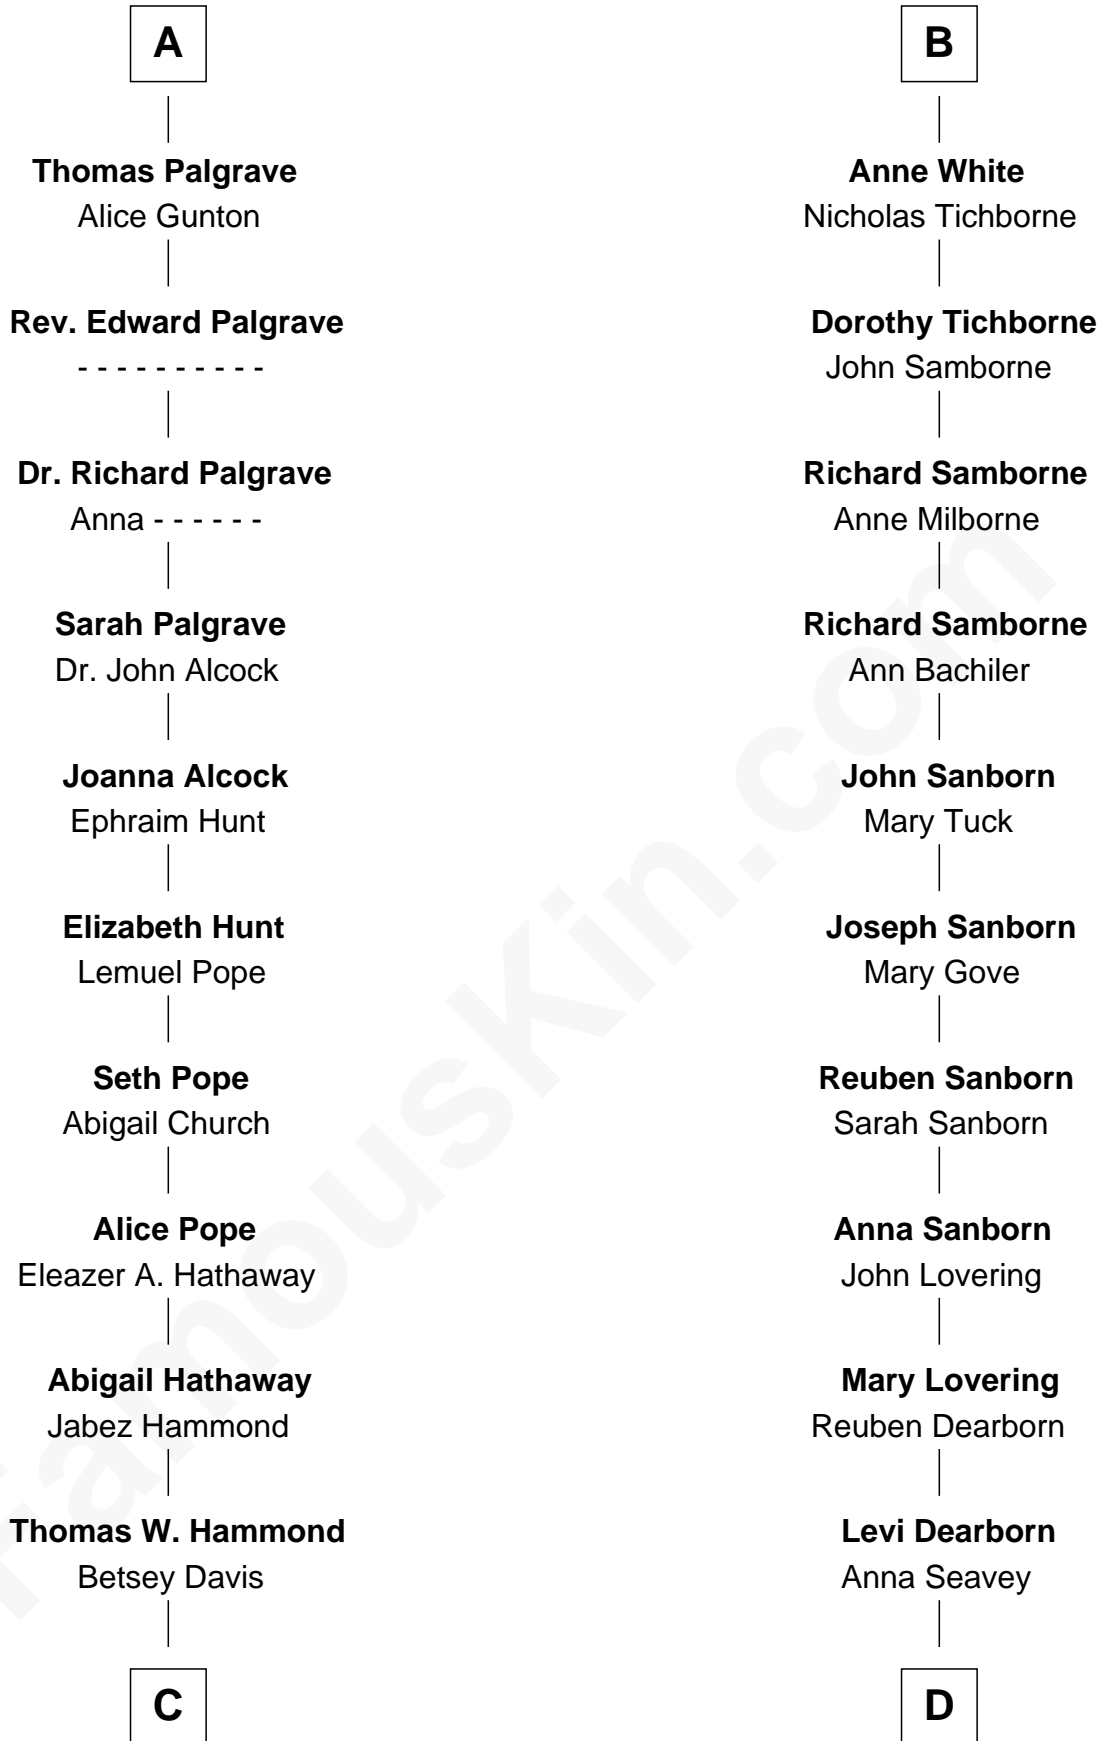 A
Thomas Palgrave
Alice Gunton
Rev. Edward Palgrave
- - - - - - - - - -
Dr. Richard Palgrave
Anna - - - - - -
Sarah Palgrave
Dr. John Alcock
Joanna Alcock
Ephraim Hunt
Elizabeth Hunt
Lemuel Pope
Seth Pope
Abigail Church
Alice Pope
Eleazer A. Hathaway
Abigail Hathaway
Jabez Hammond
Thomas W. Hammond
Betsey Davis
C
B
Anne White
Nicholas Tichborne
Dorothy Tichborne
John Samborne
Richard Samborne
Anne Milborne
Richard Samborne
Ann Bachiler
John Sanborn
Mary Tuck
Joseph Sanborn
Mary Gove
Reuben Sanborn
Sarah Sanborn
Anna Sanborn
John Lovering
Mary Lovering
Reuben Dearborn
Levi Dearborn
Anna Seavey
D
FamousKin.com